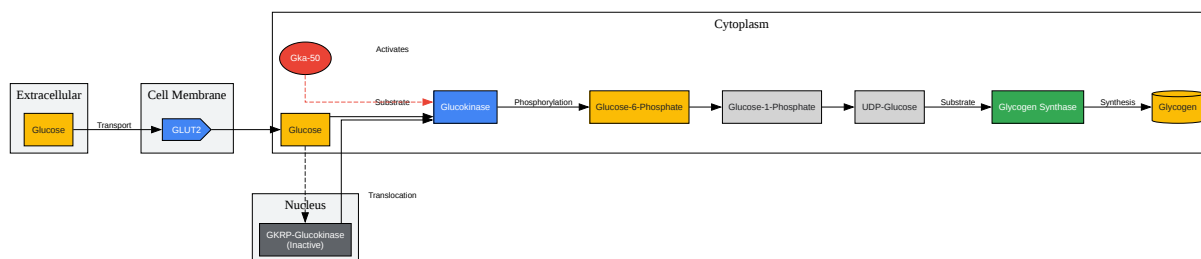 Cytoplasm
Gka-50
Activates
Extracellular
Cell Membrane
Glucose
Transport
GLUT2
Glucose
Substrate
Glucokinase
Phosphorylation
Glucose-6-Phosphate
Glucose-1-Phosphate
UDP-Glucose
Substrate
Glycogen Synthase
Synthesis
Glycogen
Translocation
Nucleus
GKRP-Glucokinase
(Inactive)